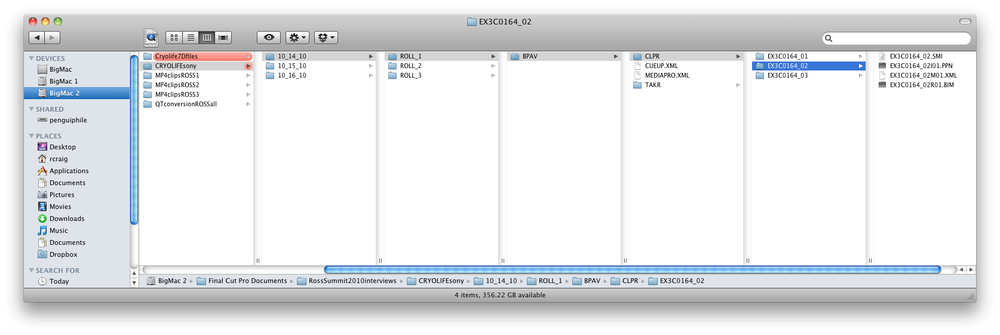 EX3C0164_02
MOVIE
DEVICES
BigMac
BigMac 1
BigMac 2
SHARED
penguiphile
PLACES
Desktop
rcraig
Applications
Documents
Pictures
Movies
Downloads
Music
Documents
Dropbox
SEARCH FOR
Today
Cryolife7Dfiles
CRYOLIFEsony
MP4clipsROSS1
MP4clipsROSS2
MP4clipsROSS3
QTconversionROSSall
10_14_10
10_15_10
10_16_10
ROLL_1
ROLL_2
ROLL_3
BPAV
CLPR
CUEUP.XML
MEDIAPRO.XML
TAKR
EX3C0164_01
EX3C0164_02
EX3C0164_03
EX3C0164_02.SMI
EX3C0164_02I01.PPN
EX3C0164_02M01.XML
EX3C0164_02R01.BIM
BigMac 2 Final Cut Pro Documents RossSummit2010interviews CRYOLIFEsony 10_14_10 ROLL_1 BPAV CLPR EX3C0164_02
4 items, 356.22 GB available